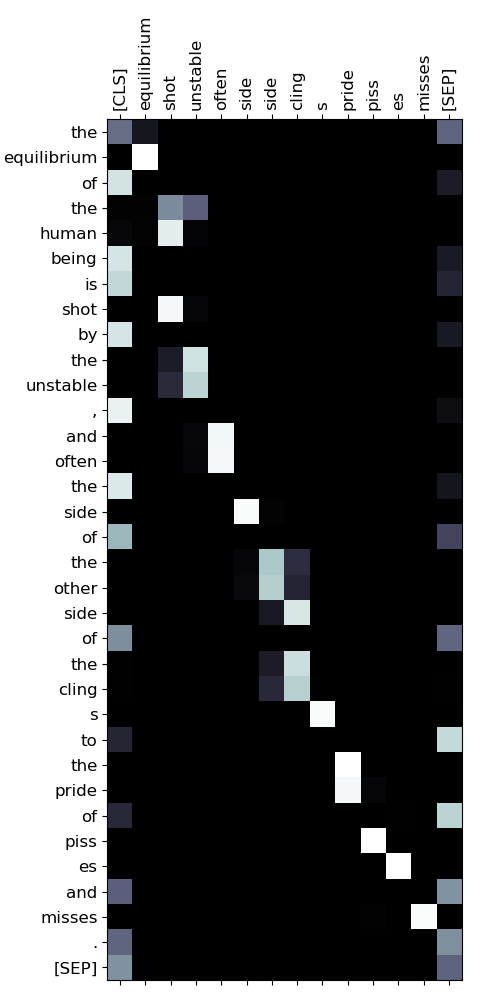 [CLS] equilibrium shot unstable often side side cling s pride piss es misses [SEP]
the
equilibrium
of
the
human
being
is
shot
by
the
unstable
,
and
often
the
side
of
the
other
side
of
the
cling
s
to
the
pride
of
piss
es
and
misses
.
[SEP]